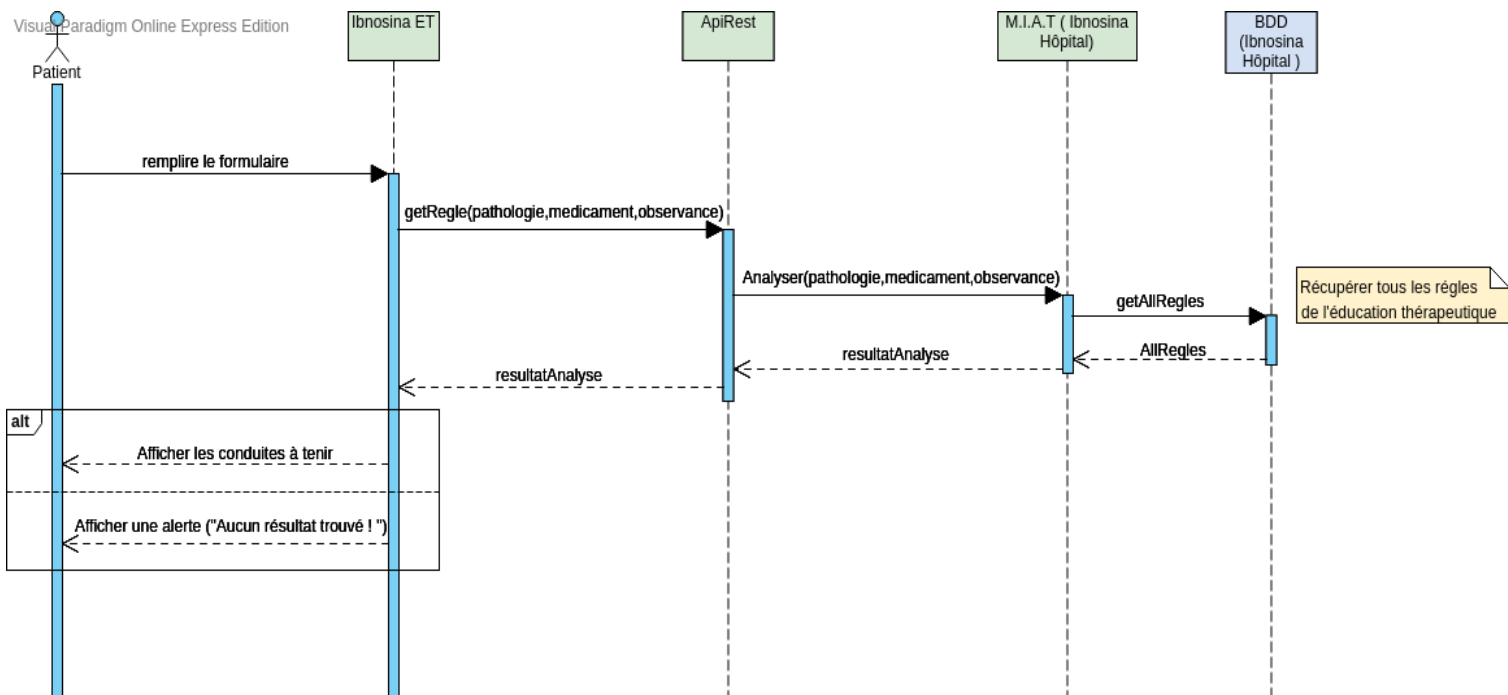 Visual Paradigm Online Express Edition
Patient
Ibnosina ET
ApiRest
M.I.A.T ( Ibnosina
Hôpital)
BDD
(Ibnosina
Hôpital )
remplire le formulaire
getRegle(pathologie,medicament,observance)
Analyser(pathologie,medicament,observance)
getAllRegles
Récupérer tous les régles
de l'éducation thérapeutique
AllRegles
resultatAnalyse
resultatAnalyse
alt
Afficher les conduites à tenir
Afficher une alerte ("Aucun résultat trouvé ! ")